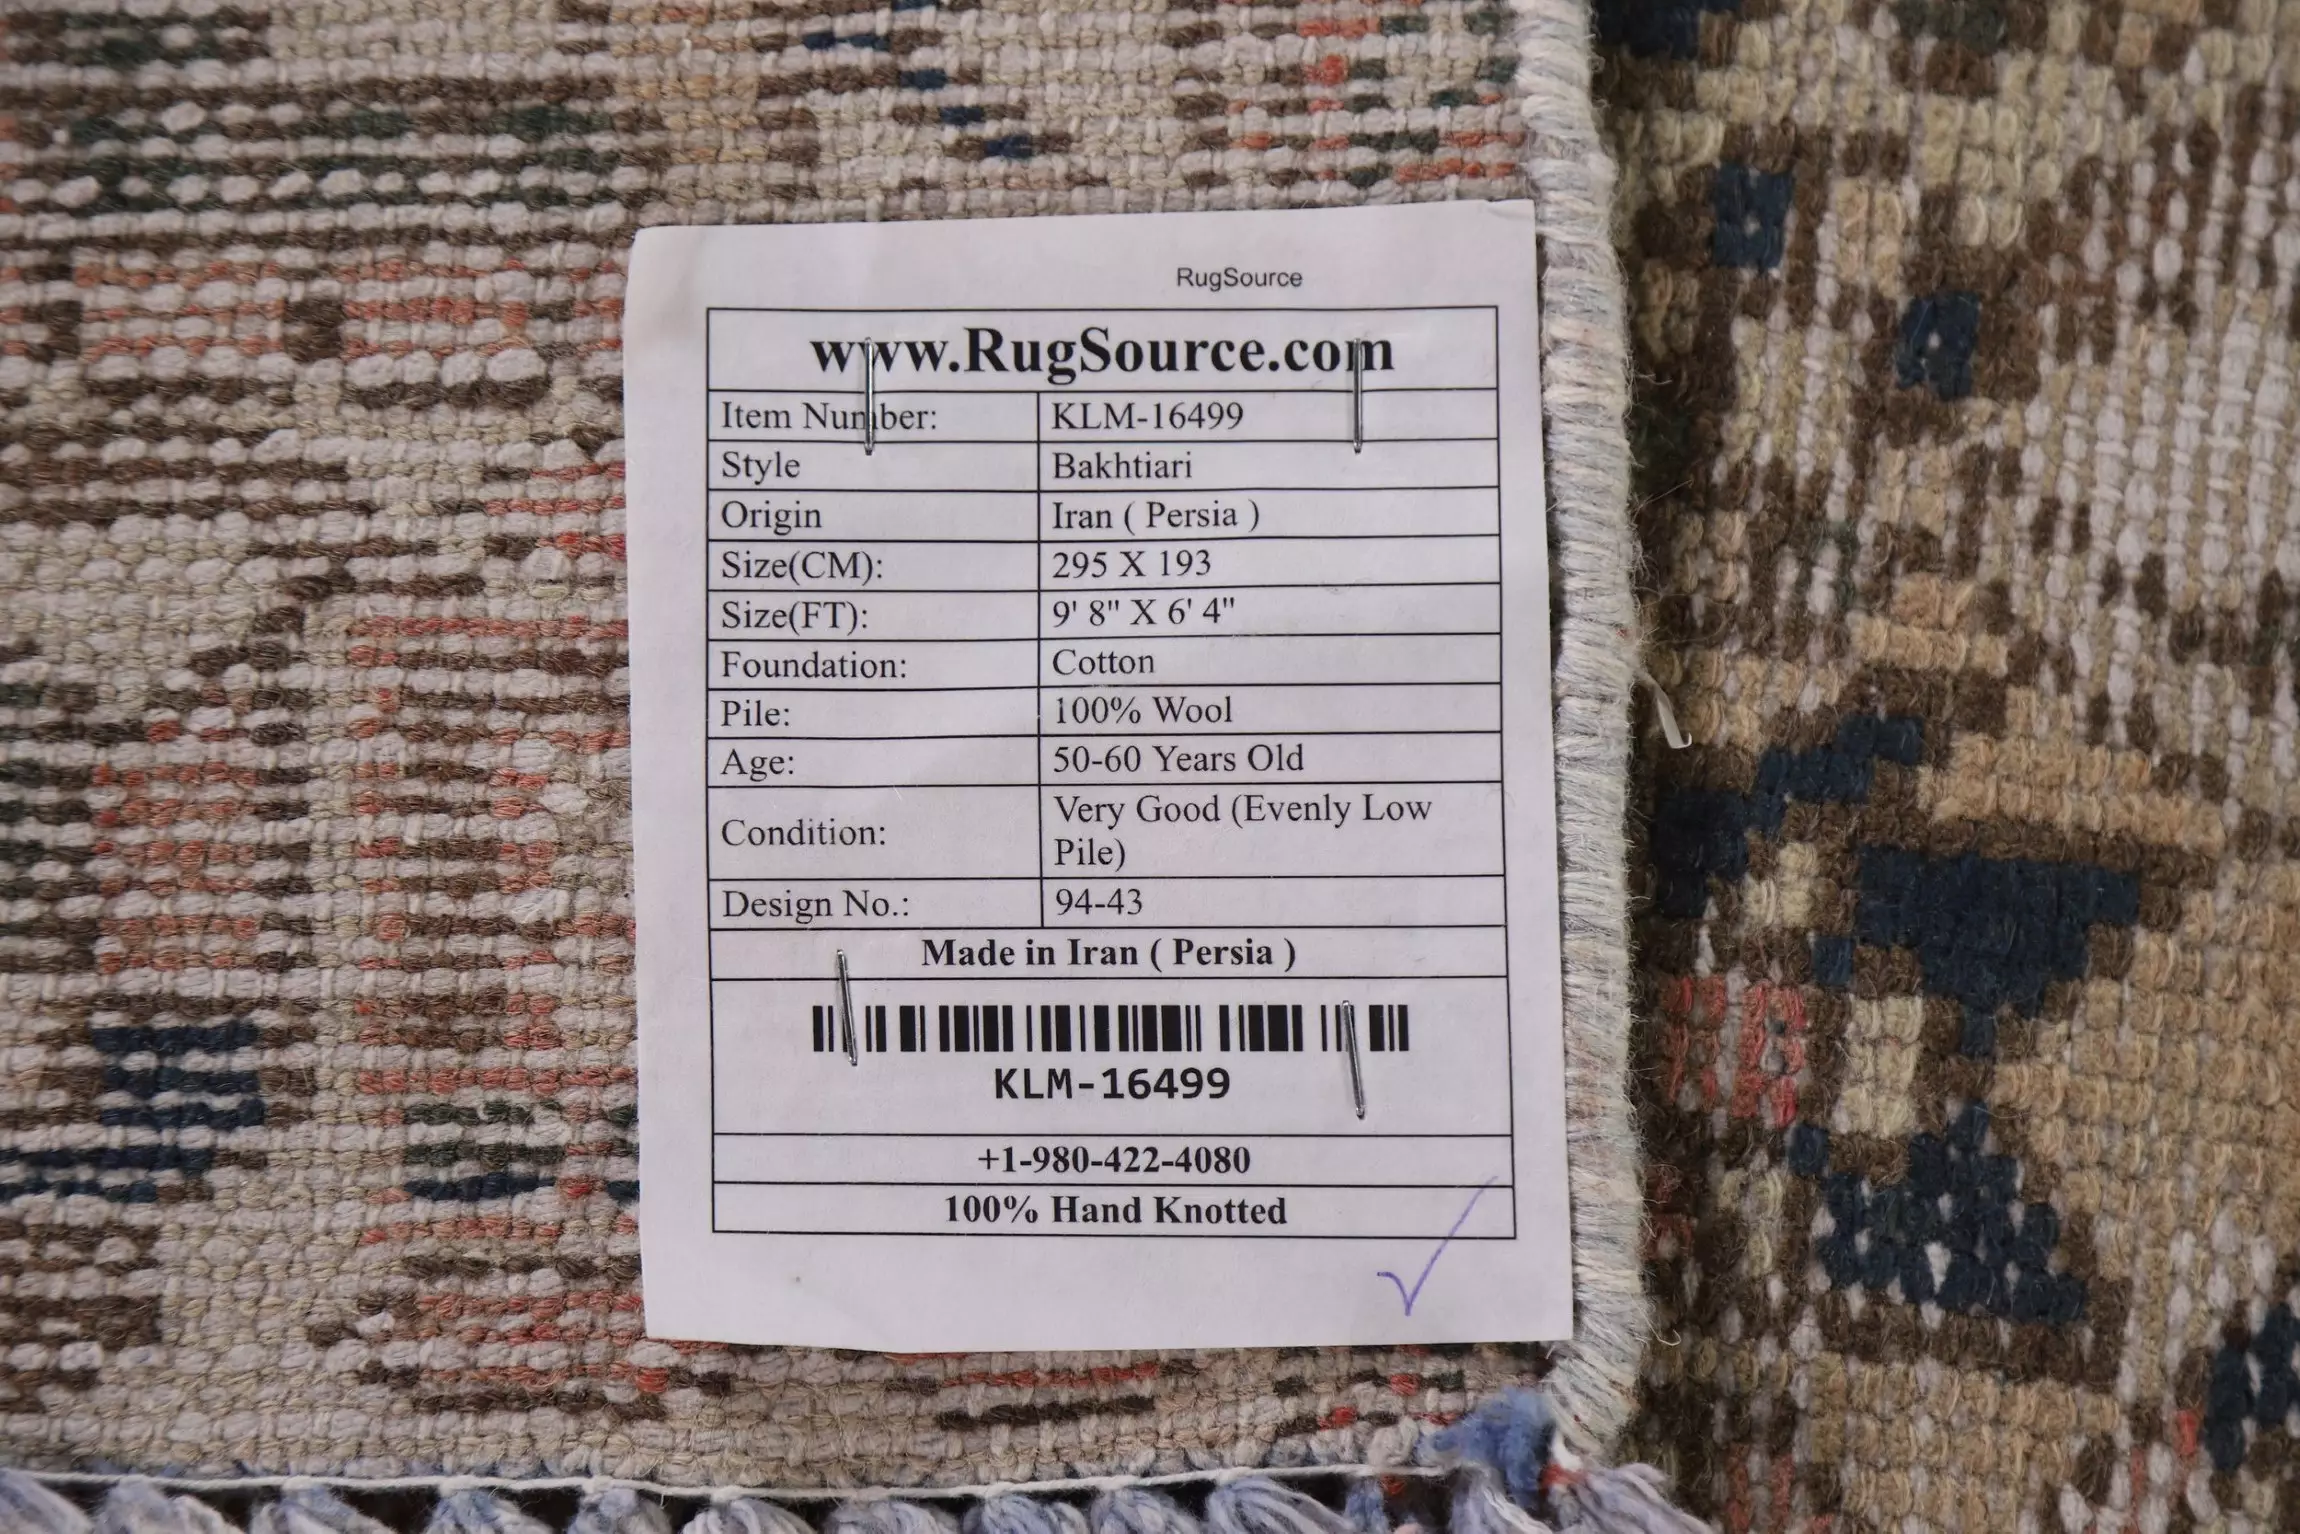 RugSource
www.RugSource.com
Item Number: KLM-16499
Style Bakhtiari
Origin Iran ( Persia )
Size(CM): 295 X 193
Size(FT): 9' 8" X 6' 4"
Foundation: Cotton
Pile: 100% Wool
Age: 50-60 Years Old
Condition: Very Good (Evenly Low
Pile)
Design No.: 94-43
Made in Iran ( Persia )
KLM-16499
+1-980-422-4080
100% Hand Knotted